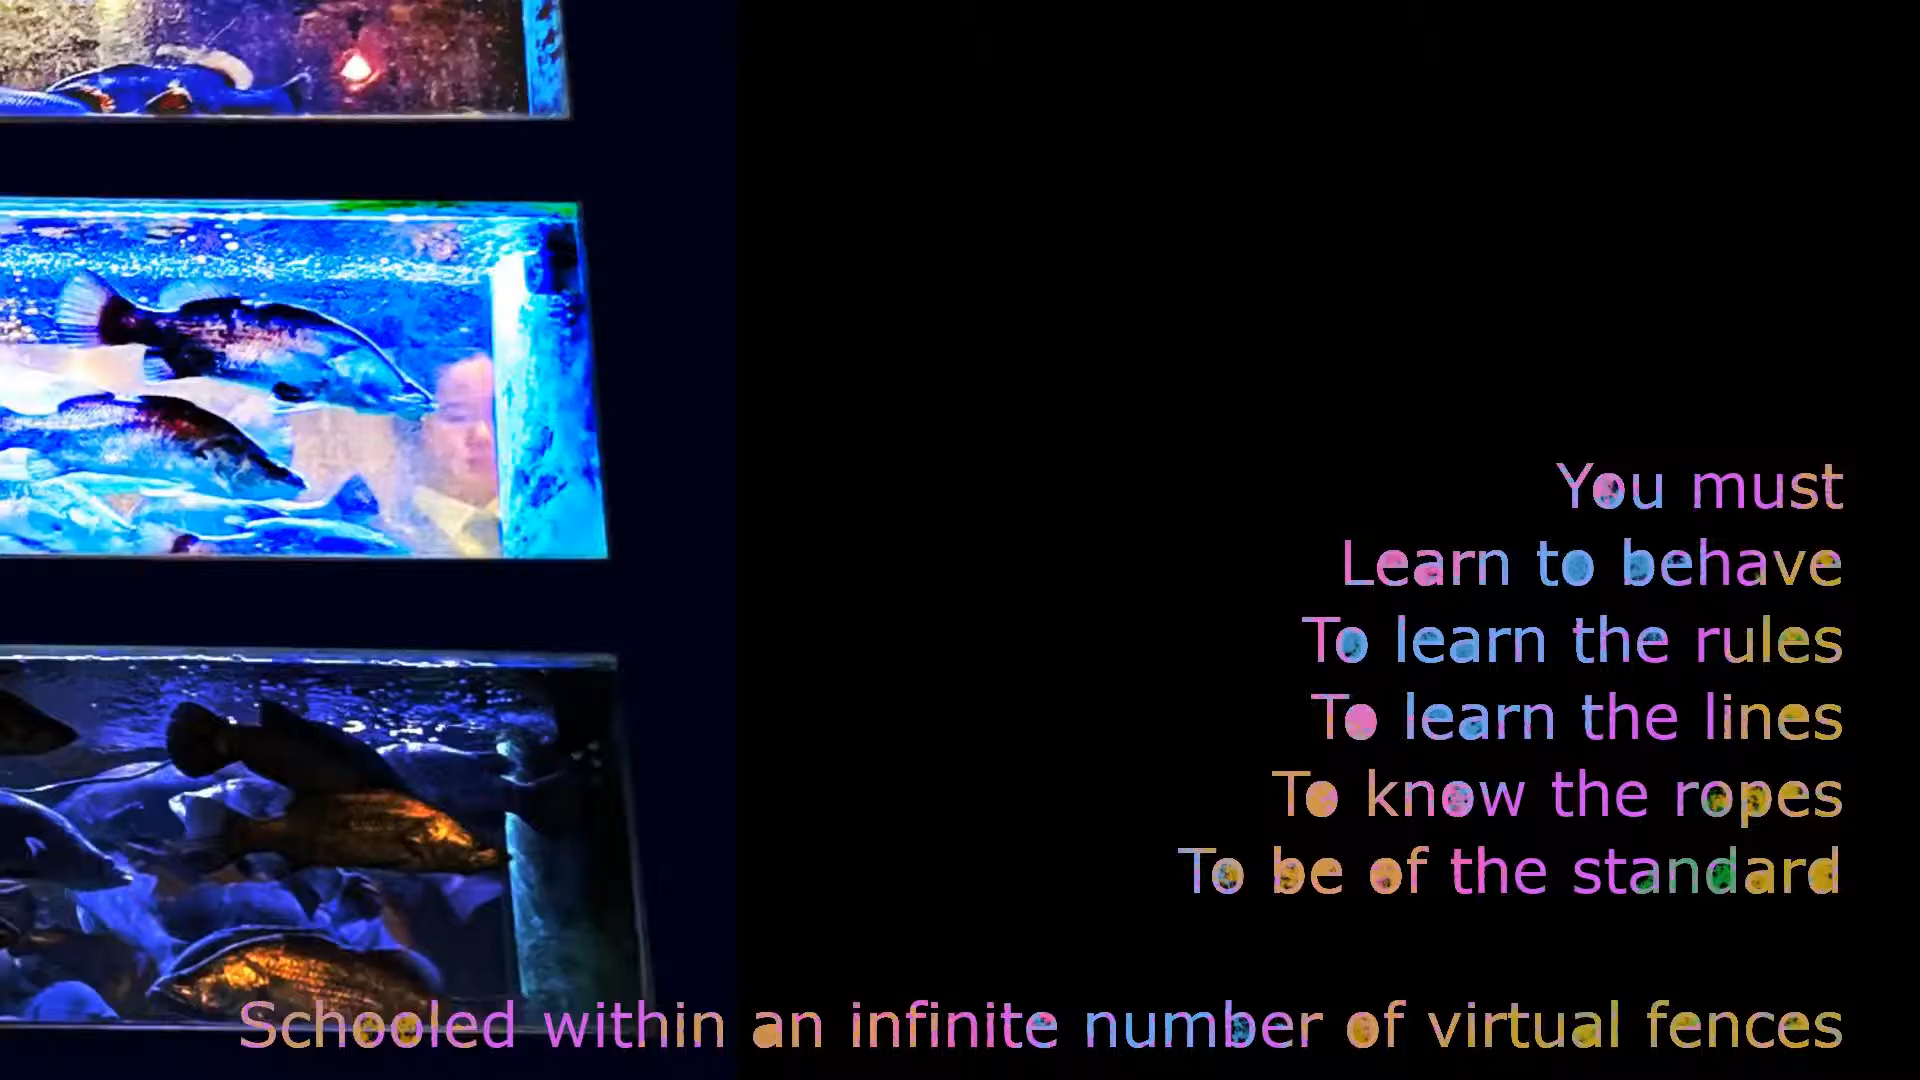 You must
Learn to behave
To learn the rules
To learn the lines
To know the ropes
To be of the standard
Schooled within an infinite number of virtual fences